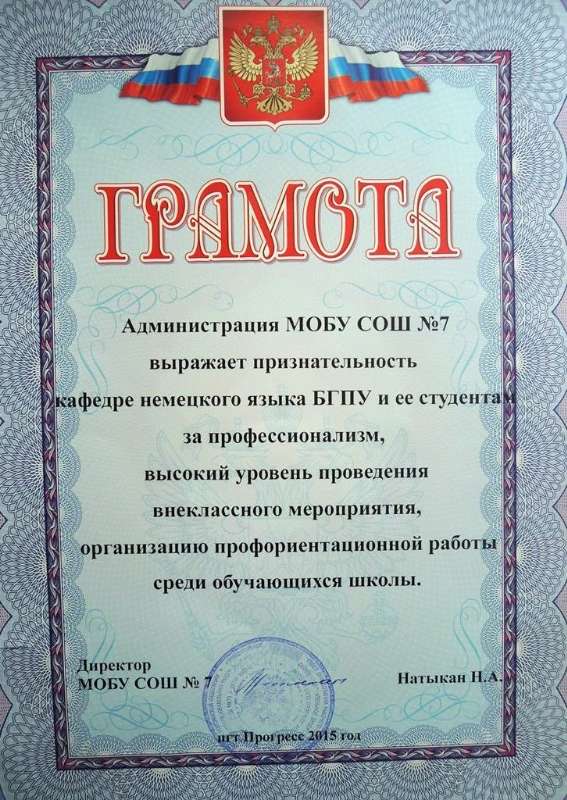 ГРАМОТА
Администрация МОБУ СОШ №7
выражает признательность
кафедре немецкого языка БГПУ и ее студентам
за профессионализм,
высокий уровень проведения
внеклассного мероприятия,
организацию профориентационной работы
среди обучающихся школы.
Директор
МОБУ СОШ № 7 Натыкан Н.А.
пгт Прогресс 2015 год